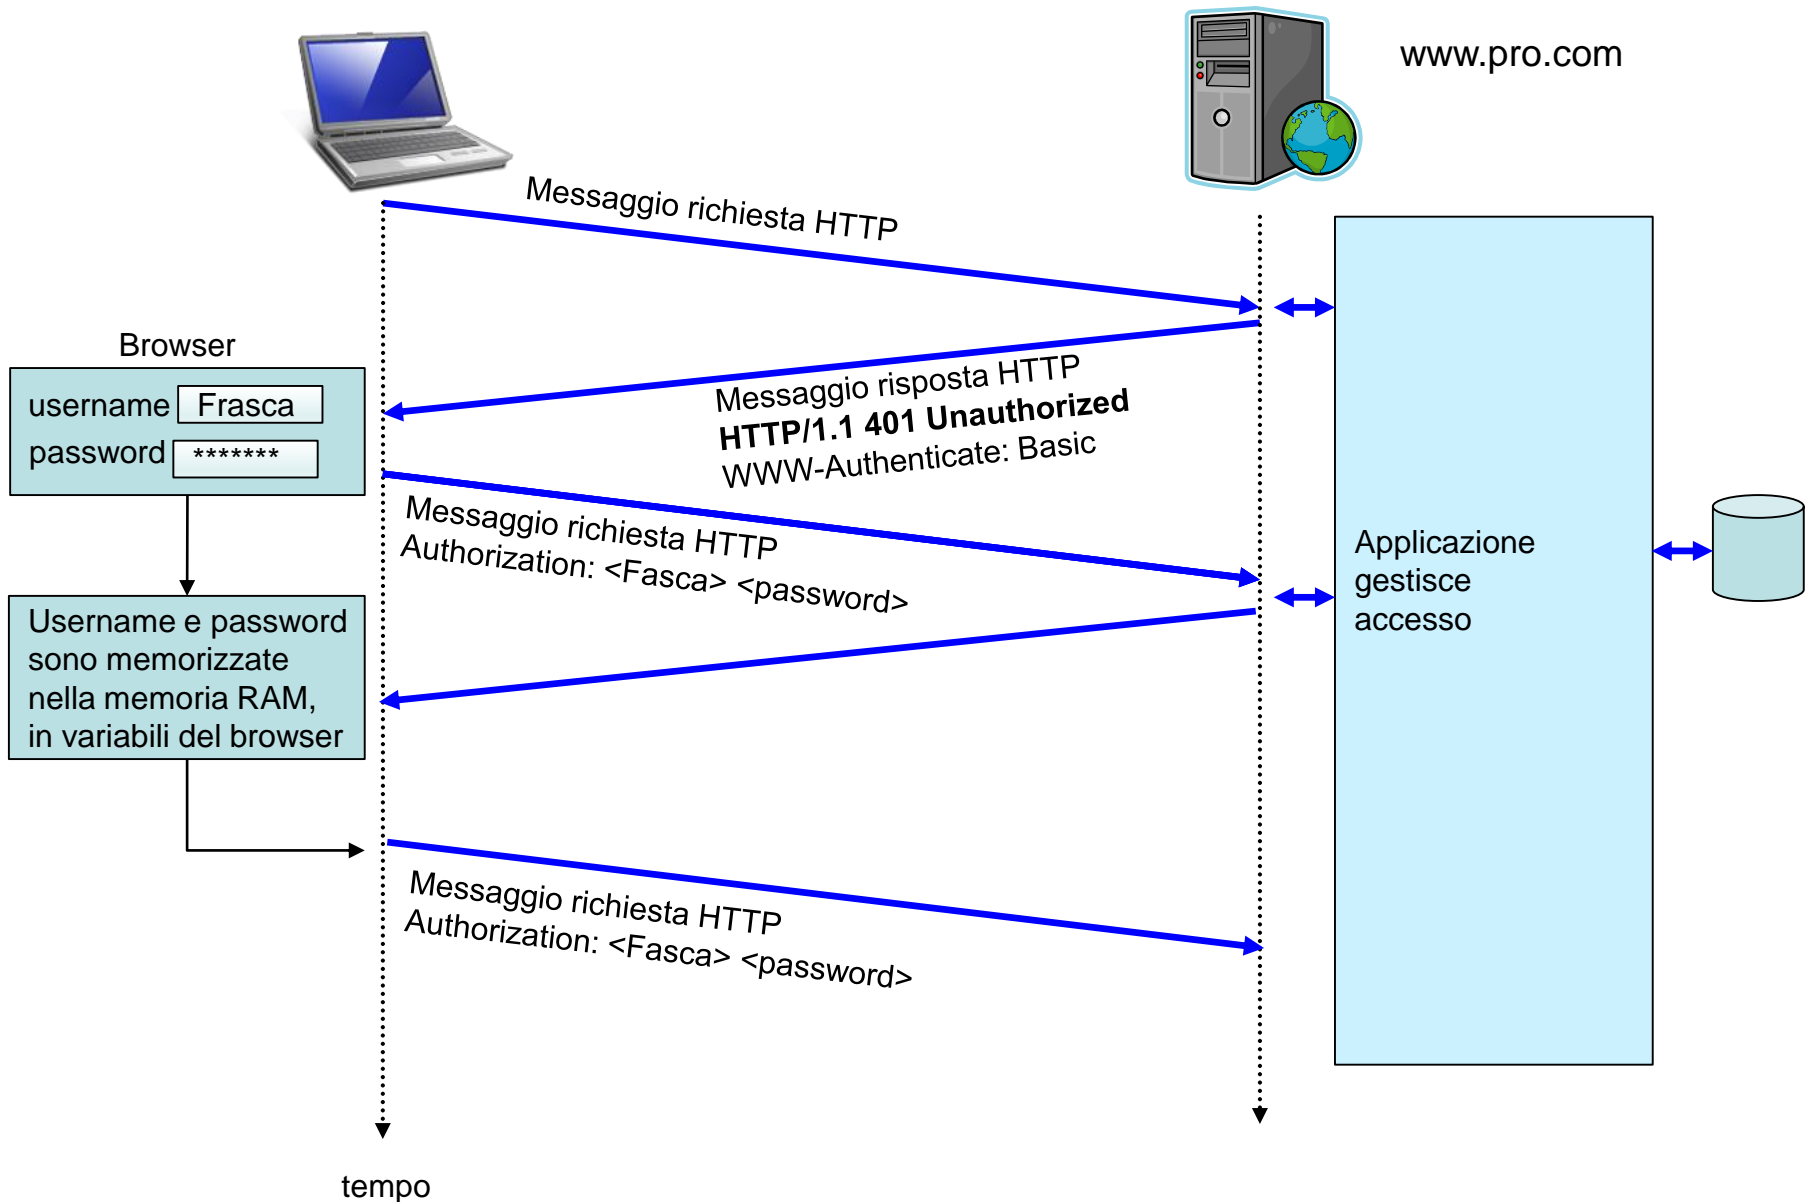 www.pro.com
Messaggio richiesta HTTP
Browser
username Frasca
password *******
Messaggio risposta HTTP
HTTP/1.1 401 Unauthorized
WWW-Authenticate: Basic
Messaggio richiesta HTTP
Authorization: <Fasca> <password>
Applicazione
gestisce
accesso
Username e password
sono memorizzate
nella memoria RAM,
in variabili del browser
Messaggio richiesta HTTP
Authorization: <Fasca> <password>
tempo